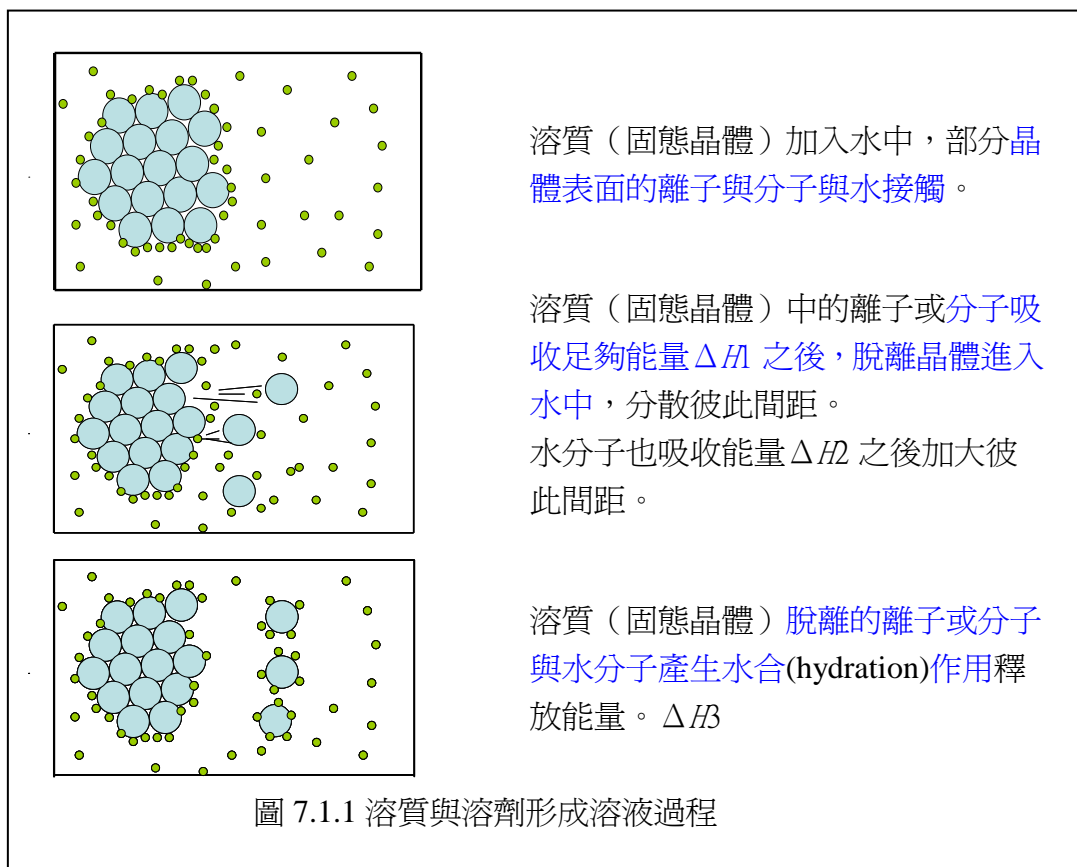 溶質（固態晶體）加入水中，部分晶
體表面的離子與分子與水接觸。
溶質（固態晶體）中的離子或分子吸
收足夠能量ΔH1 之後，脫離晶體進入
水中，分散彼此間距。
水分子也吸收能量ΔH2 之後加大彼
此間距。
溶質（固態晶體）脫離的離子或分子
與水分子產生水合(hydration)作用釋
放能量。ΔH3
圖 7.1.1 溶質與溶劑形成溶液過程